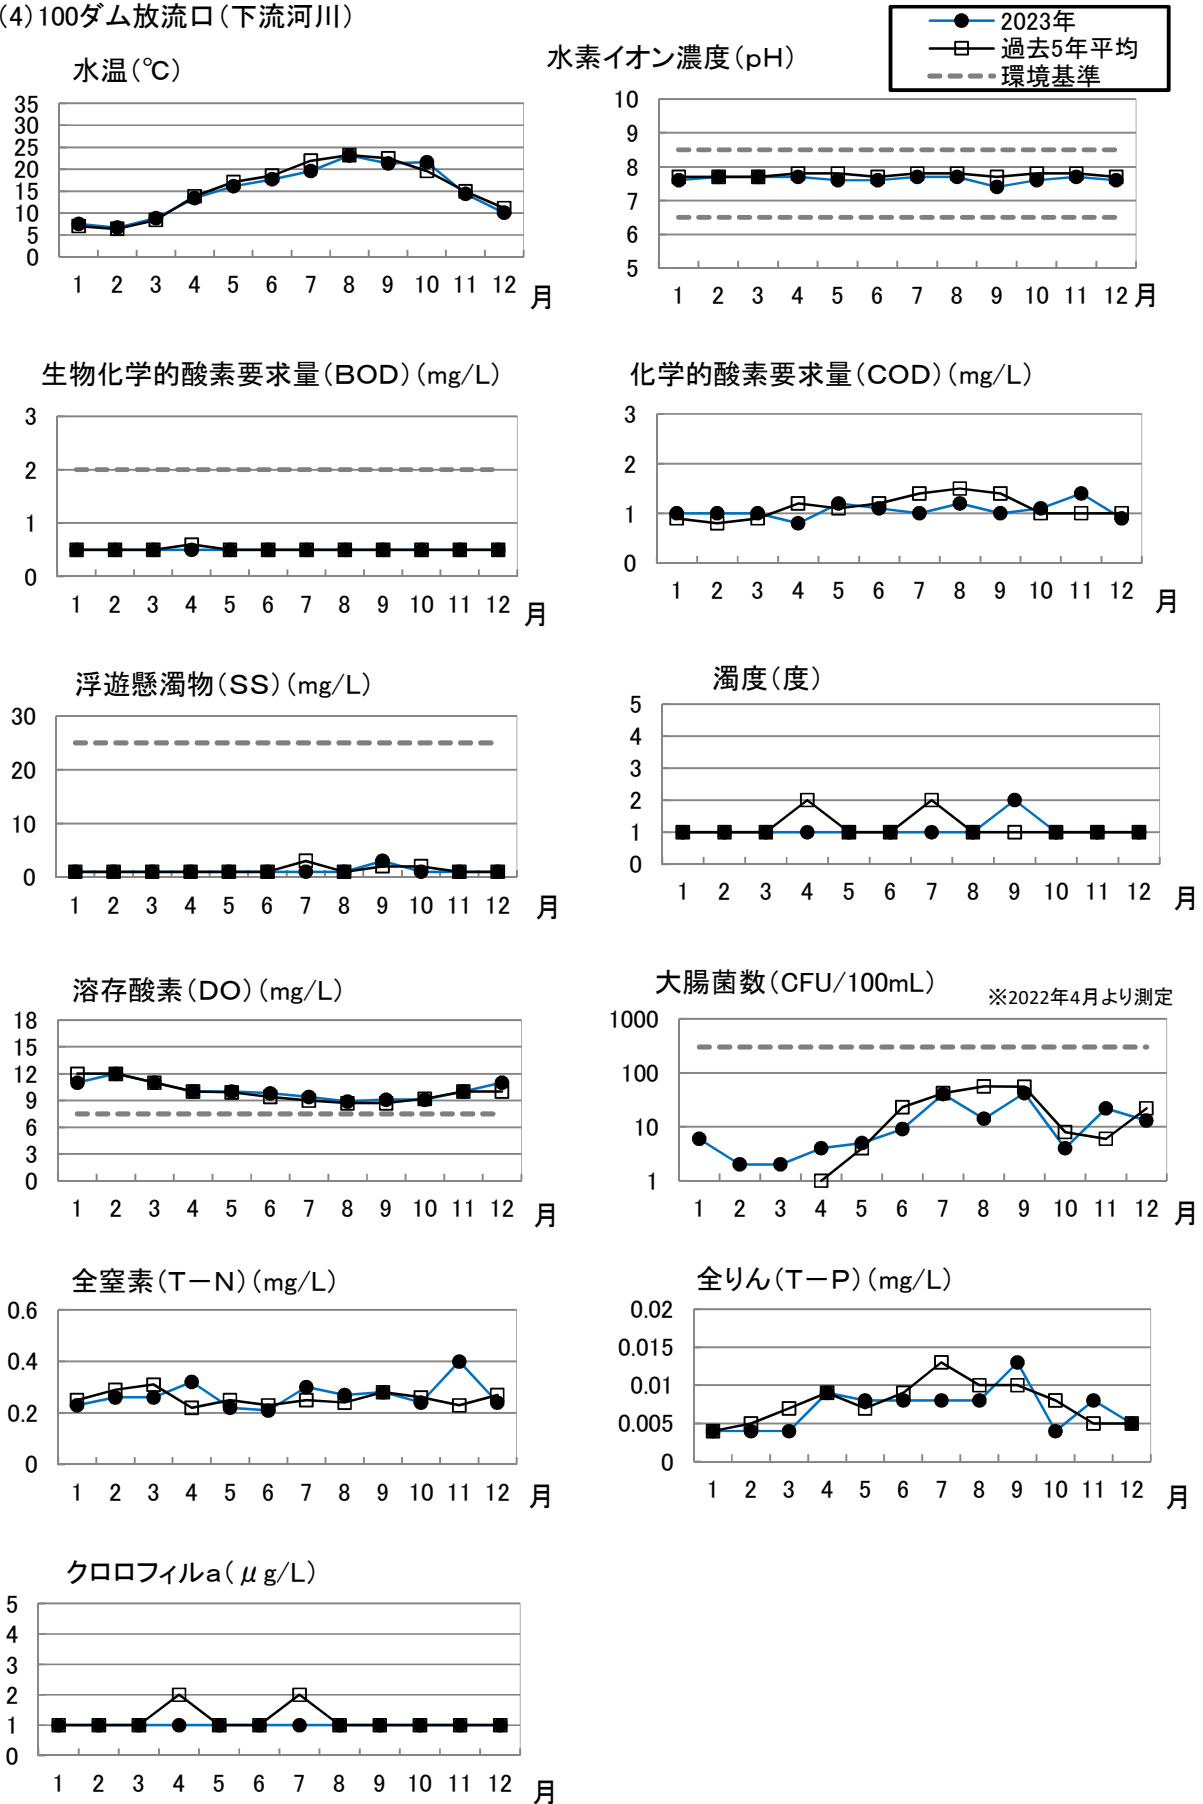 (4)100ダム放流口(下流河川)
2023年
過去5年平均
環境基準
水温(℃)
35
30
25
20
15
10
5
0
1 2 3 4 5 6 7 8 9 10 11 12 月
水素イオン濃度(pH)
10
9
8
7
6
5
1 2 3 4 5 6 7 8 9 10 11 12 月
生物化学的酸素要求量(BOD)(mg/L)
3
2
1
0
1 2 3 4 5 6 7 8 9 10 11 12 月
化学的酸素要求量(COD)(mg/L)
3
2
1
0
1 2 3 4 5 6 7 8 9 10 11 12 月
浮遊懸濁物(SS)(mg/L)
30
20
10
0
1 2 3 4 5 6 7 8 9 10 11 12 月
濁度(度)
5
4
3
2
1
0
1 2 3 4 5 6 7 8 9 10 11 12 月
溶存酸素(DO)(mg/L)
18
15
12
9
6
3
0
1 2 3 4 5 6 7 8 9 10 11 12 月
大腸菌数(CFU/100mL)
※2022年4月より測定
1000
100
10
1
1 2 3 4 5 6 7 8 9 10 11 12 月
全窒素(T-N)(mg/L)
0.6
0.4
0.2
0
1 2 3 4 5 6 7 8 9 10 11 12 月
全りん(T-P)(mg/L)
0.02
0.015
0.01
0.005
0
1 2 3 4 5 6 7 8 9 10 11 12 月
クロロフィルa(μg/L)
5
4
3
2
1
0
1 2 3 4 5 6 7 8 9 10 11 12 月